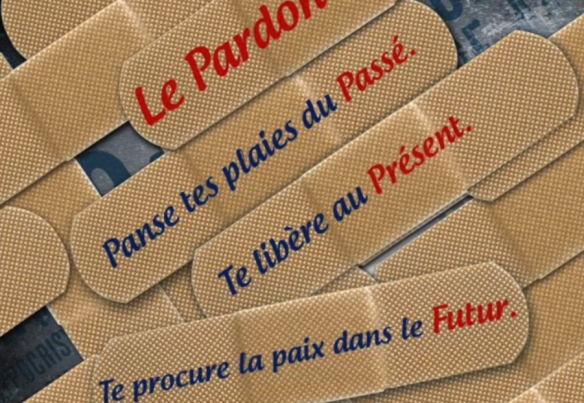 Le Pardon
Panse tes plaies du Passé.
Te libère au Présent.
Te procure la paix dans le Futur.